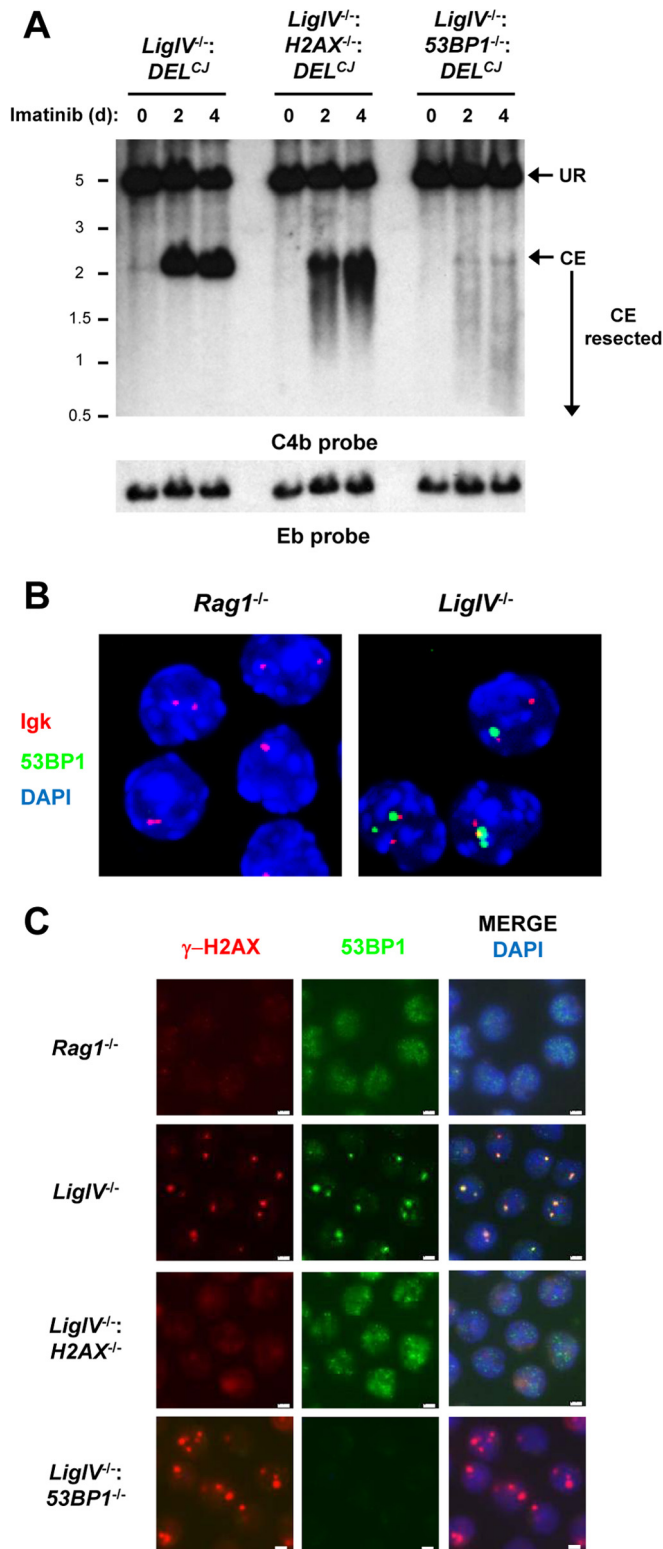 A
LigIV-/-:
DELCJ
LigIV-/-:
H2AX-/-:
DELCJ
LigIV-/-:
53BP1-/-:
DELCJ
Imatinib (d): 0 2 4 0 2 4 0 2 4
5
3
2
1.5
1
0.5
UR
CE
CE
resected
C4b probe
Eb probe
B
Rag1-/- LigIV-/-
Igk
53BP1
DAPI
C
γ–H2AX 53BP1 MERGE
DAPI
Rag1-/-
LigIV-/-
LigIV-/-:
H2AX-/-
LigIV-/-:
53BP1-/-